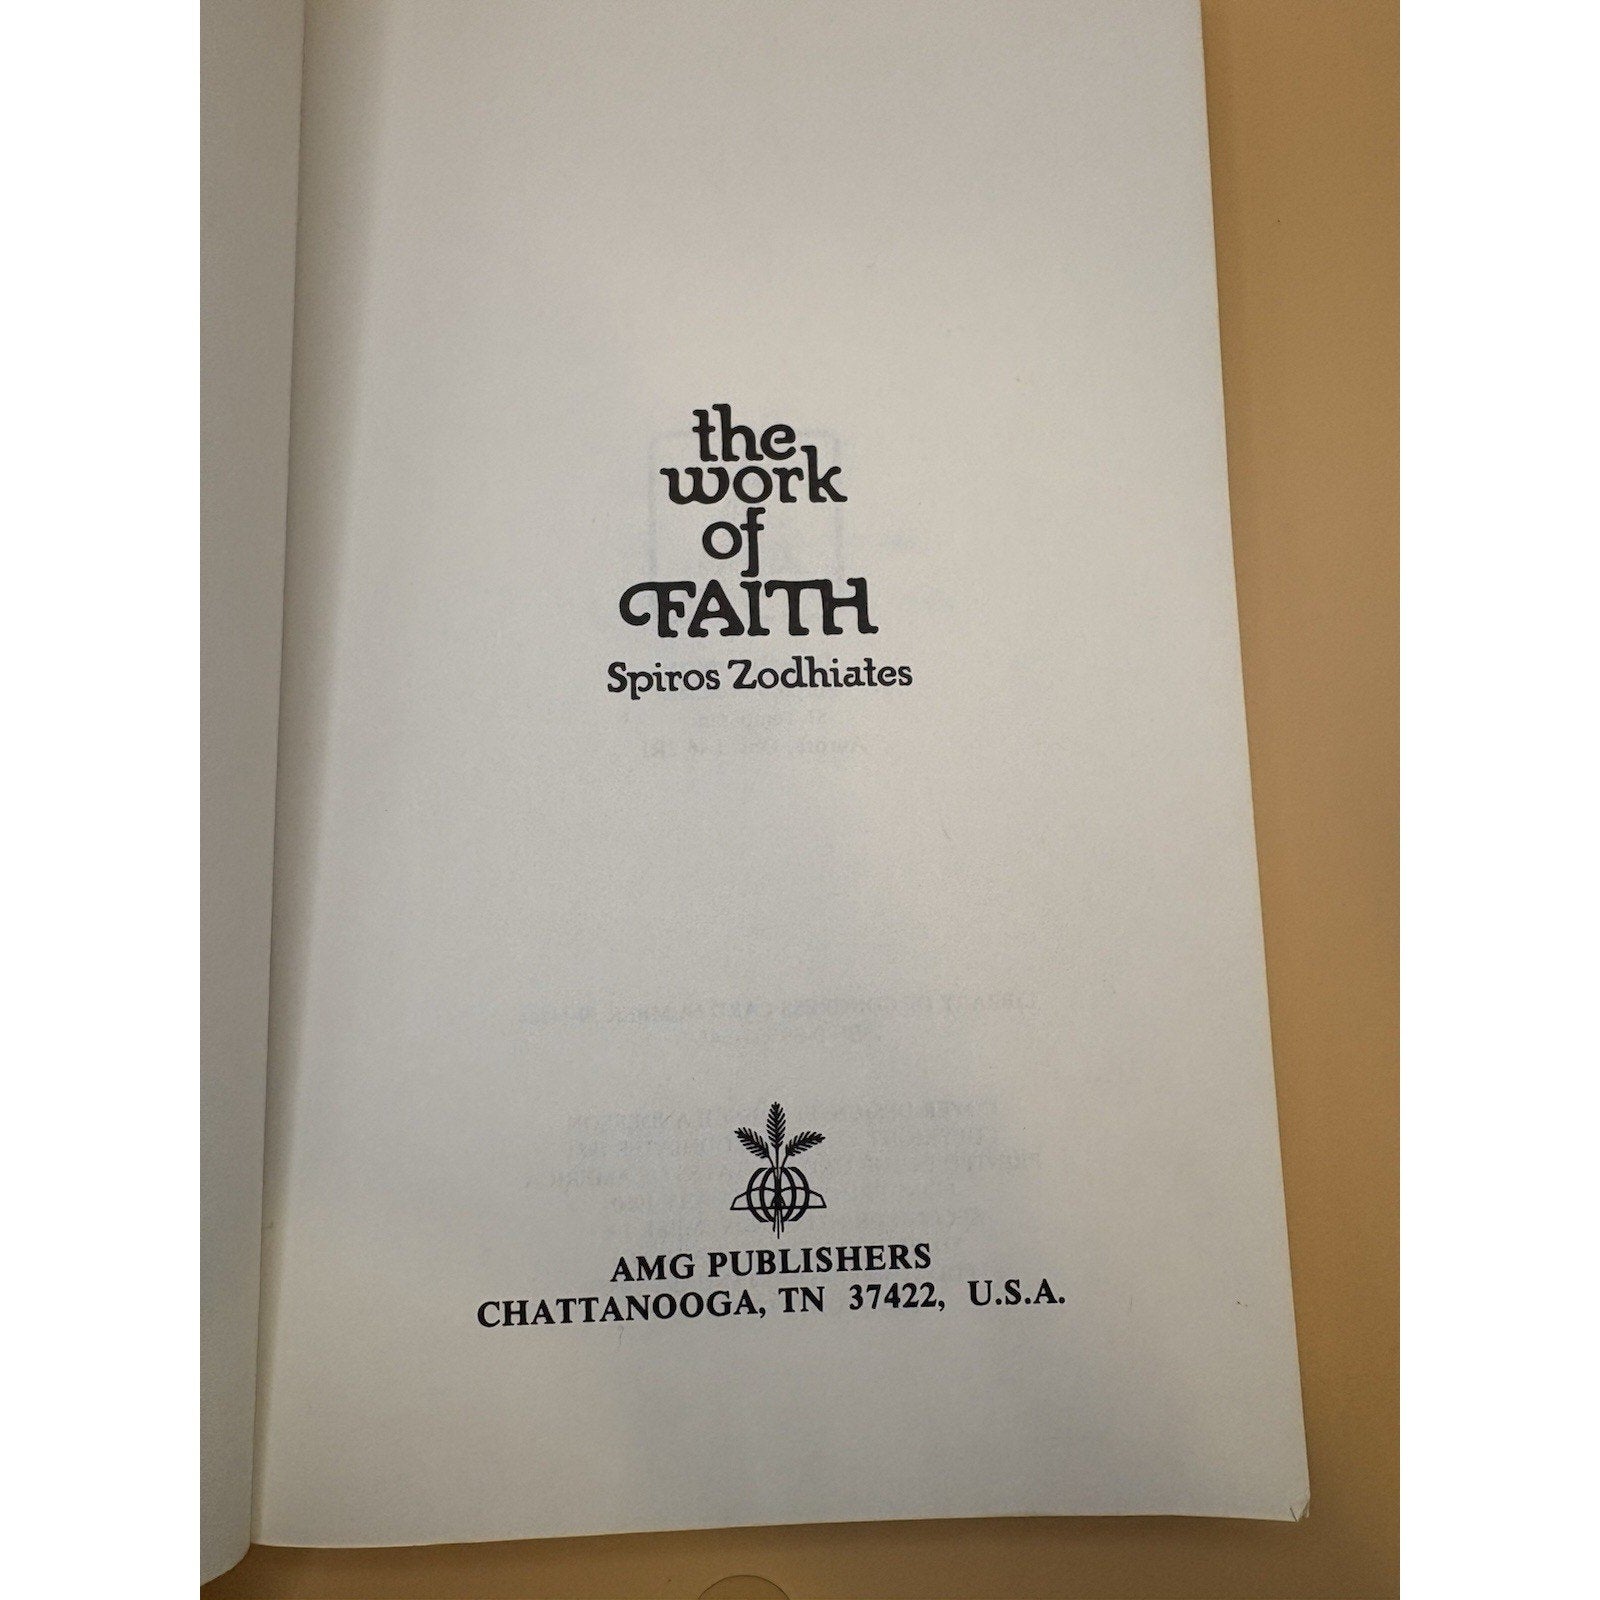 the
work
of
FAITH
Spiros Zodhiates
AMG PUBLISHERS
CHATTANOOGA, TN 37422, U.S.A.